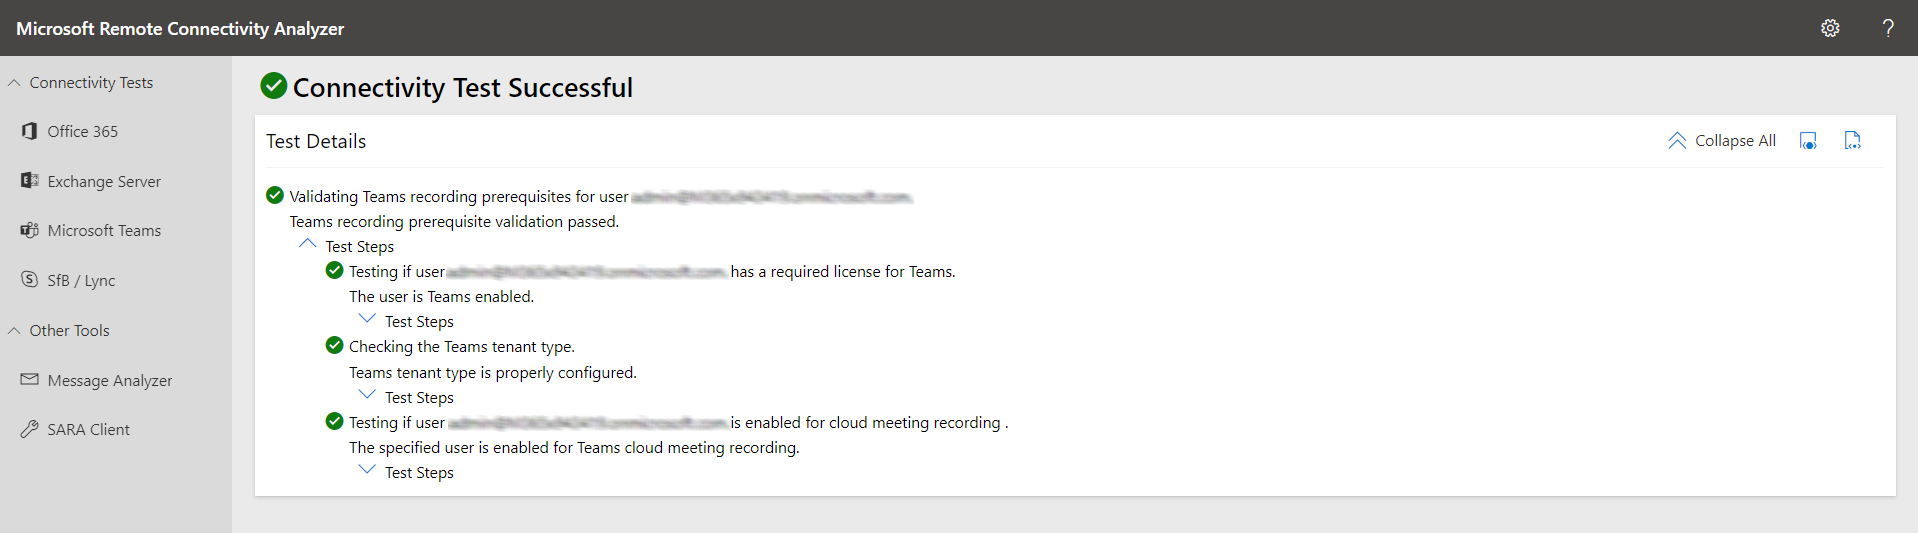 Microsoft Remote Connectivity Analyzer
?
Connectivity Tests
Office 365
Exchange Server
Microsoft Teams
SfB / Lync
Other Tools
Message Analyzer
SARA Client
Connectivity Test Successful
Test Details
Collapse All
Validating Teams recording prerequisites for user
Teams recording prerequisite validation passed.
Test Steps
Testing if user has a required license for Teams.
The user is Teams enabled.
Test Steps
Checking the Teams tenant type.
Teams tenant type is properly configured.
Test Steps
Testing if user is enabled for cloud meeting recording .
The specified user is enabled for Teams cloud meeting recording.
Test Steps